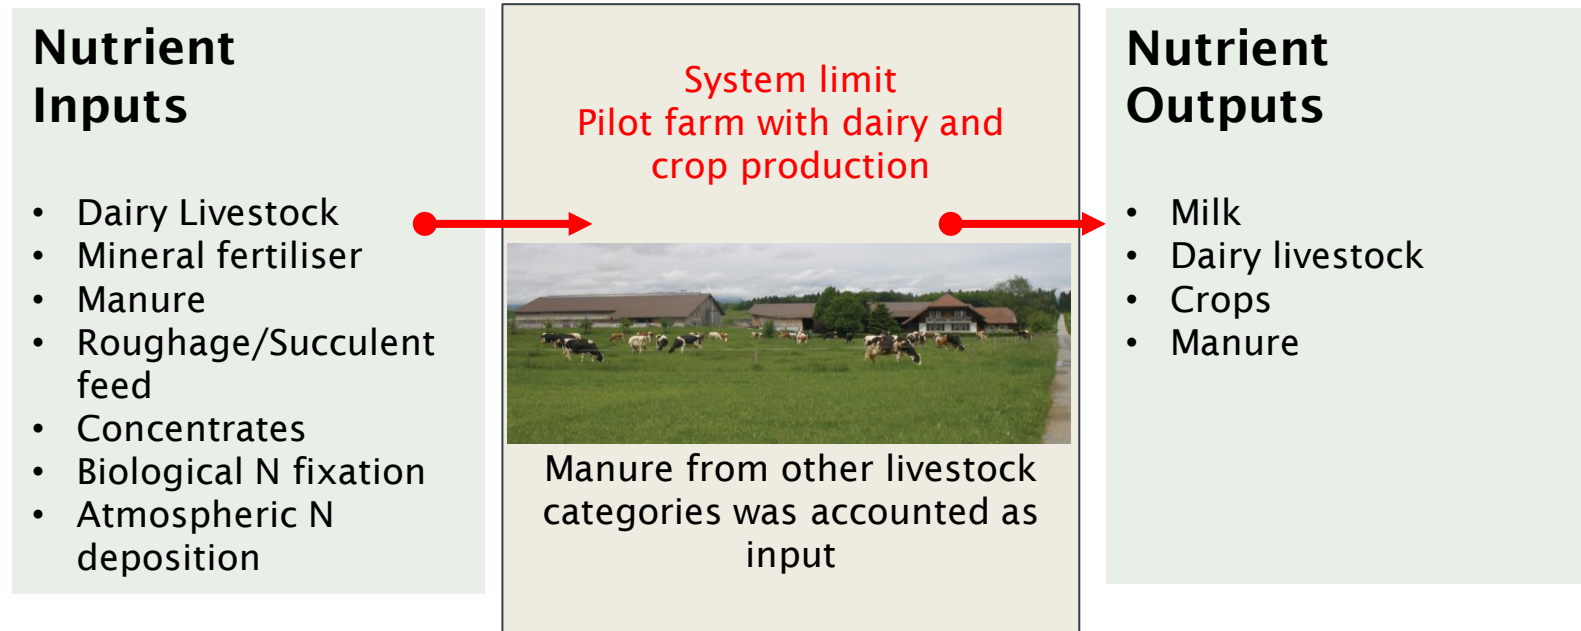 Nutrient
Inputs
• Dairy Livestock
• Mineral fertiliser
• Manure
• Roughage/Succulent
feed
• Concentrates
• Biological N fixation
• Atmospheric N
deposition
System limit
Pilot farm with dairy and
crop production
Manure from other livestock
categories was accounted as
input
Nutrient
Outputs
• Milk
• Dairy livestock
• Crops
• Manure